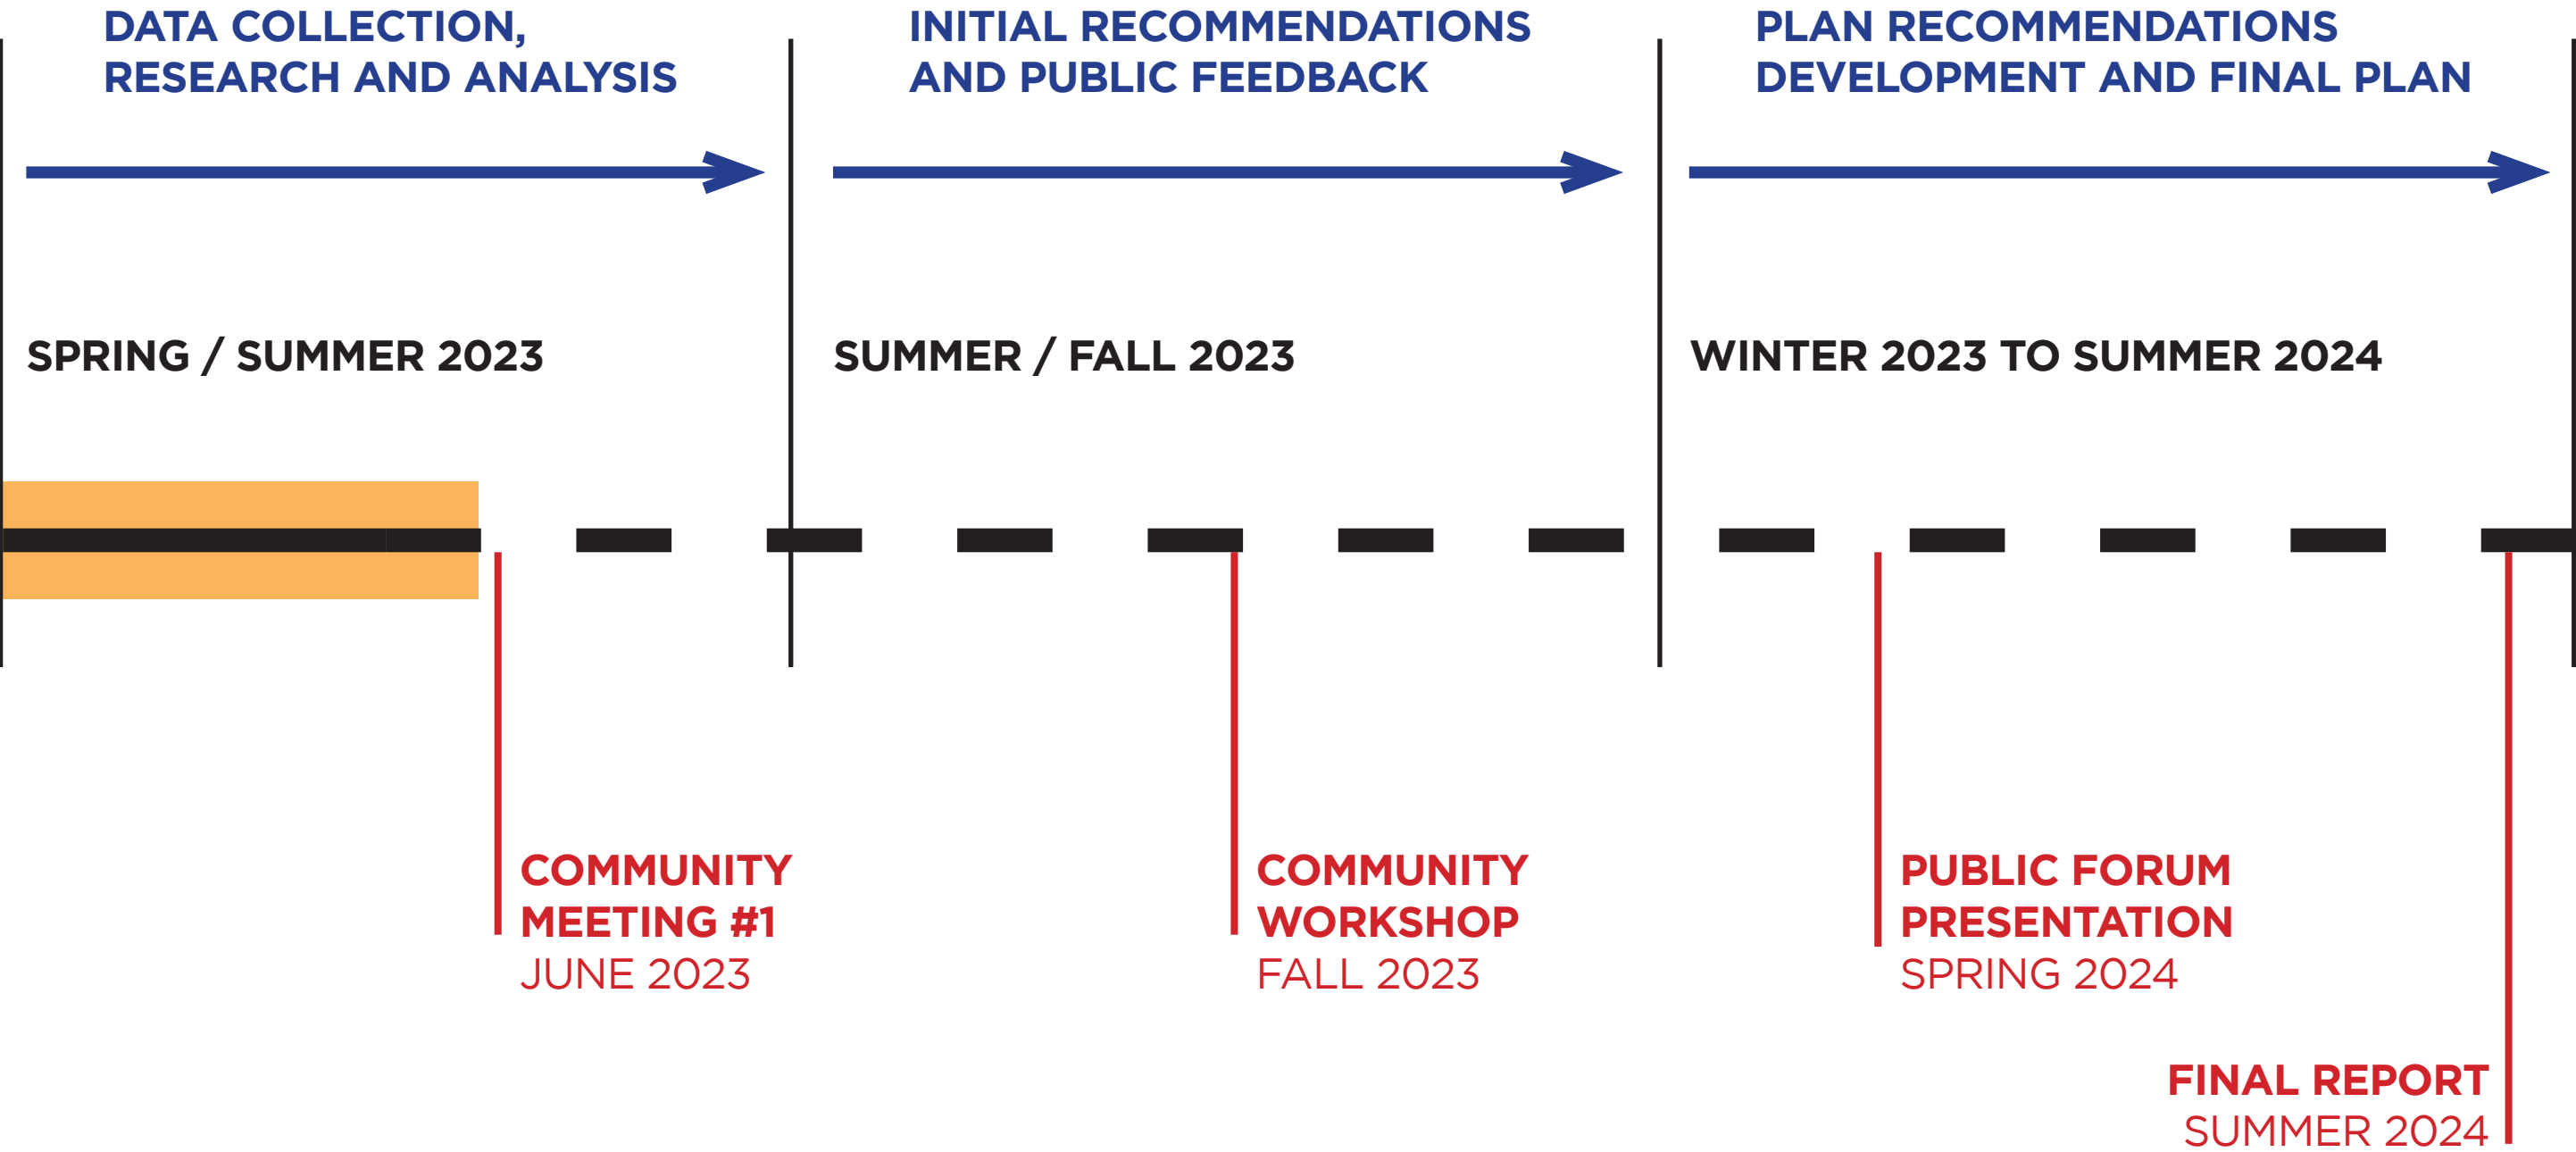 DATA COLLECTION,
RESEARCH AND ANALYSIS
INITIAL RECOMMENDATIONS
AND PUBLIC FEEDBACK
PLAN RECOMMENDATIONS
DEVELOPMENT AND FINAL PLAN
SPRING / SUMMER 2023
SUMMER / FALL 2023
WINTER 2023 TO SUMMER 2024
COMMUNITY
MEETING #1
JUNE 2023
COMMUNITY
WORKSHOP
FALL 2023
PUBLIC FORUM
PRESENTATION
SPRING 2024
FINAL REPORT
SUMMER 2024